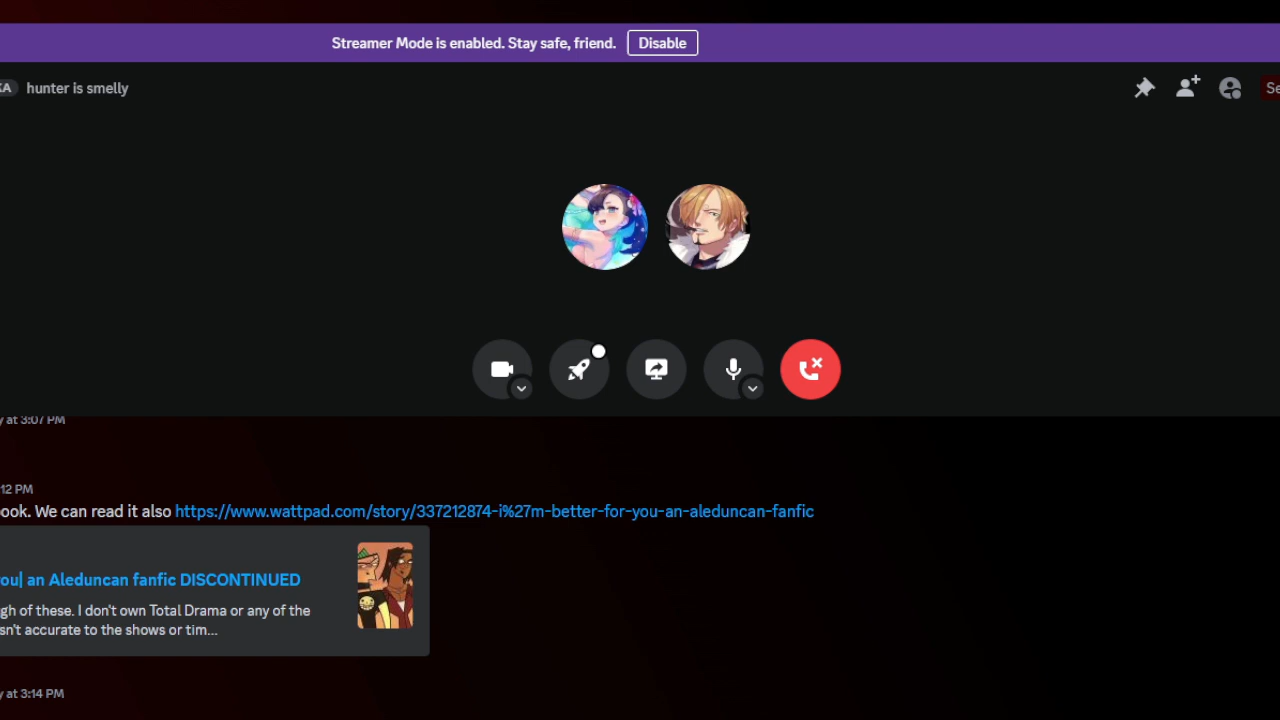 Streamer Mode is enabled. Stay safe, friend. Disable
KA hunter is smelly
Se
y at 3:07 PM
:12 PM
ook. We can read it also https://www.wattpad.com/story/337212874-i%27m-better-for-you-an-aleduncan-fanfic
ou| an Aleduncan fanfic DISCONTINUED
gh of these. I don't own Total Drama or any of the
sn't accurate to the shows or tim...
y at 3:14 PM